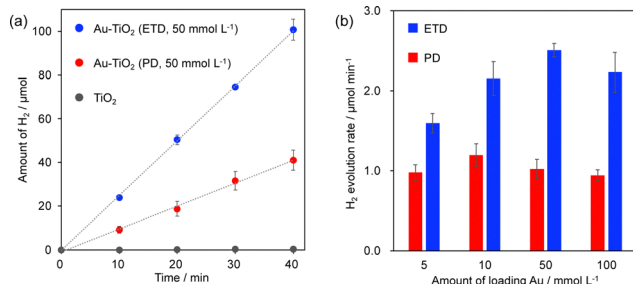 (a)
Au-TiO₂ (ETD, 50 mmol L⁻¹)
Au-TiO₂ (PD, 50 mmol L⁻¹)
TiO₂
Amount of H₂ / μmol
100
80
60
40
20
0
0 10 20 30 40
Time / min
(b)
ETD
PD
H₂ evolution rate / μmol min⁻¹
3.0
2.0
1.0
0.0
5 10 50 100
Amount of loading Au / mmol L⁻¹